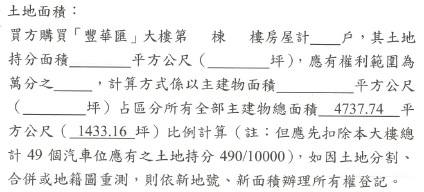 土地面積：
買方購買「豐華匯」大樓第　棟　樓房屋計____戶，其土地
持分面積________平方公尺（________坪），應有權利範圍為
萬分之_____，計算方式係以主建物面積__________平方公尺
（________坪）占區分所有全部主建物總面積 4737.74 平
方公尺（ 1433.16 坪）比例計算（註：但應先扣除本大樓總
計 49 個汽車位應有之土地持分 490/10000），如因土地分割、
合併或地籍圖重測，則依新地號、新面積辦理所有權登記。